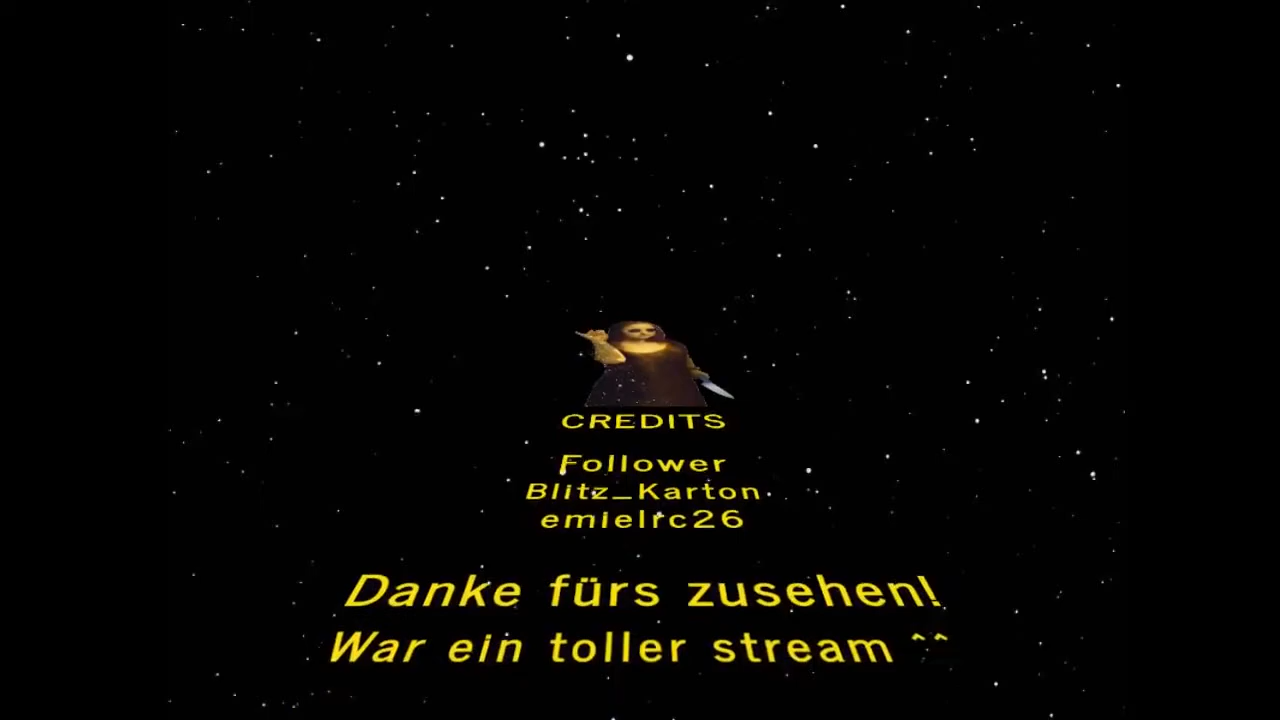 CREDITS
Follower
Blitz_Karton
emielrc26
Danke fürs zusehen!
War ein toller stream ^^